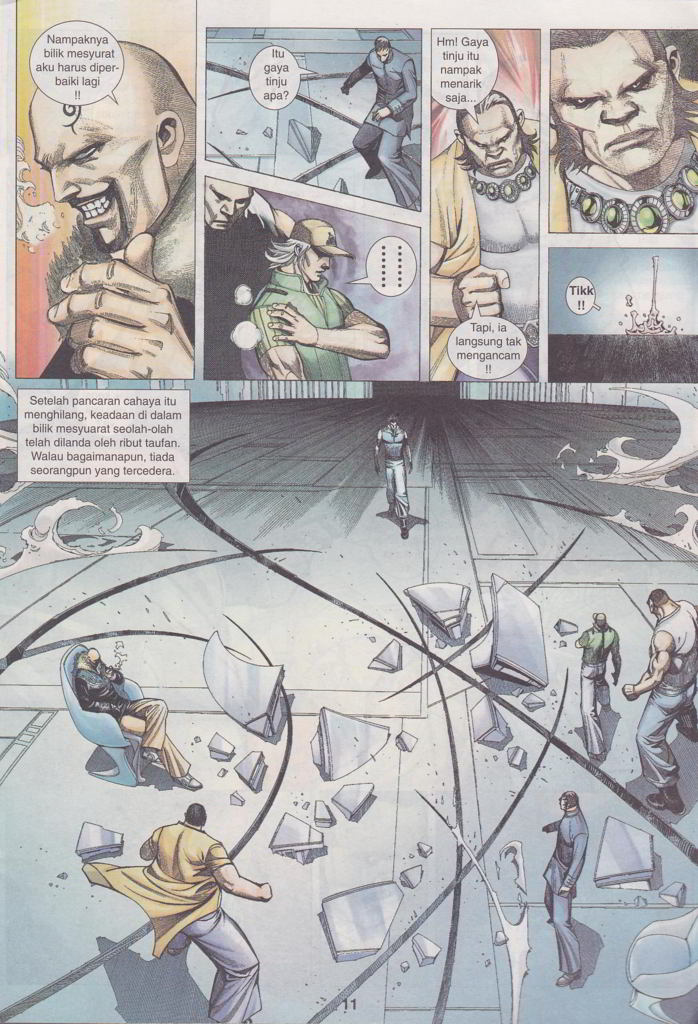 Nampaknya
bilik mesyurat
aku harus diper-
baiki lagi
!!
Itu
gaya
tinju
apa?
Hm! Gaya
tinju itu
nampak
menarik
saja...
Tapi, ia
langsung tak
mengancam
!!
Tikk
!!
Setelah pancaran cahaya itu
menghilang, keadaan di dalam
bilik mesyuarat seolah-olah
telah dilanda oleh ribut taufan.
Walau bagaimanapun, tiada
seorangpun yang tercedera.
11